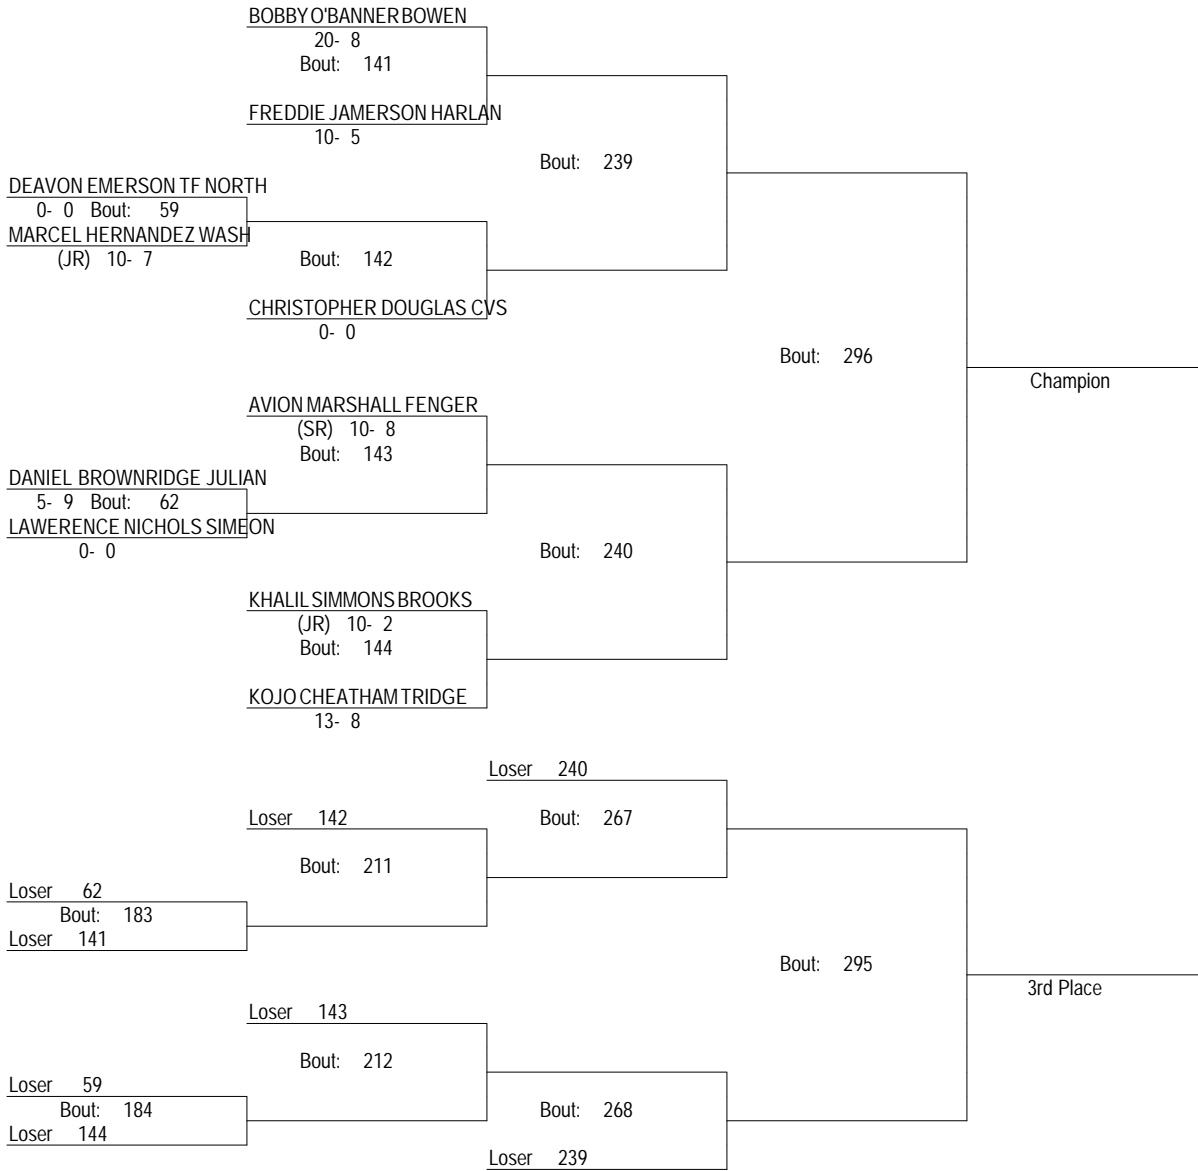 BOBBY O'BANNER BOWEN
20- 8
Bout: 141
FREDDIE JAMERSON HARLAN
10- 5
Bout: 239
DEAVON EMERSON TF NORTH
0- 0 Bout: 59
MARCEL HERNANDEZ WASH
(JR) 10- 7
Bout: 142
CHRISTOPHER DOUGLAS CVS
0- 0
Bout: 296
Champion
AVION MARSHALL FENGER
(SR) 10- 8
Bout: 143
DANIEL BROWNRIDGE JULIAN
5- 9 Bout: 62
LAWERENCE NICHOLS SIMEON
0- 0
Bout: 240
KHALIL SIMMONS BROOKS
(JR) 10- 2
Bout: 144
KOJO CHEATHAM TRIDGE
13- 8
Loser 240
Loser 142
Bout: 267
Bout: 211
Loser 62
Bout: 183
Loser 141
Bout: 295
3rd Place
Loser 143
Bout: 212
Loser 59
Bout: 184
Loser 144
Bout: 268
Loser 239